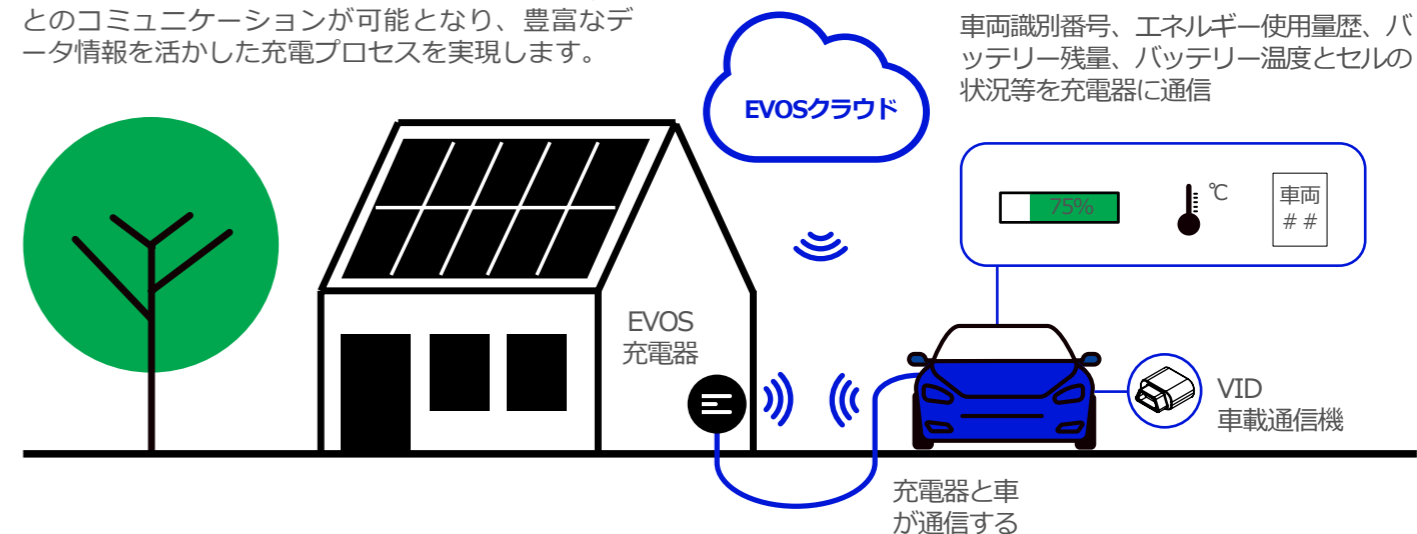 とのコミュニケーションが可能となり、豊富なデ
ータ情報を活かした充電プロセスを実現します。
EVOSクラウド
車両識別番号、エネルギー使用量歴、バ
ッテリー残量、バッテリー温度とセルの
状況等を充電器に通信
75%
℃
車両
##
EVOS
充電器
VID
車載通信機
充電器と車
が通信する